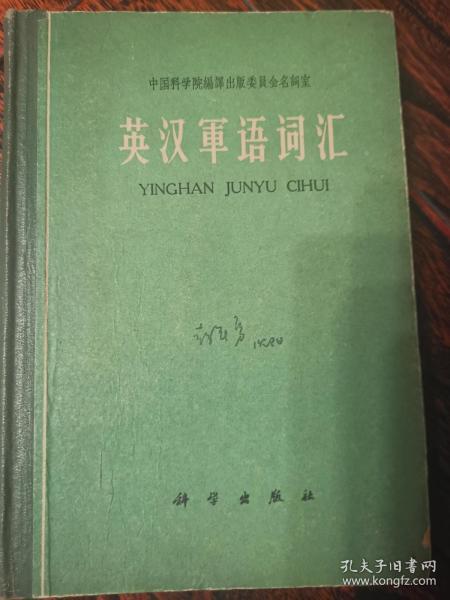 中国科学院編譯出版委員会名詞室
英汉軍语词汇
YINGHAN JUNYU CIHUI
科学出版社
孔夫子旧书网
www.kongfz.com